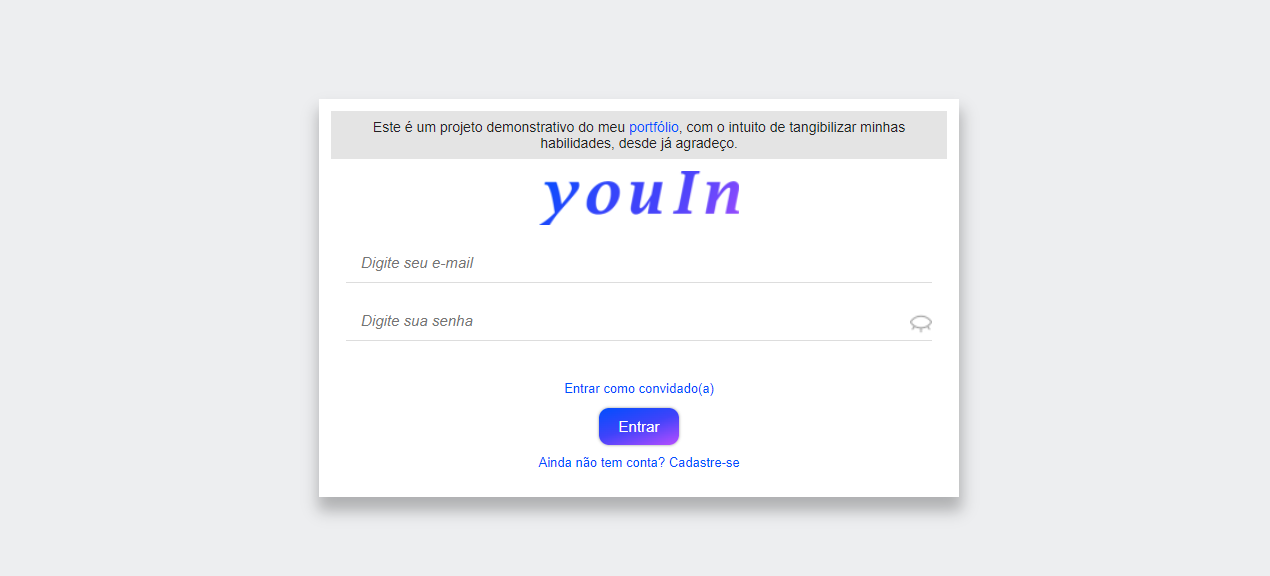 Este é um projeto demonstrativo do meu portfólio, com o intuito de tangibilizar minhas
habilidades, desde já agradeço.
youIn
Digite seu e-mail
Digite sua senha
Entrar como convidado(a)
Entrar
Ainda não tem conta? Cadastre-se